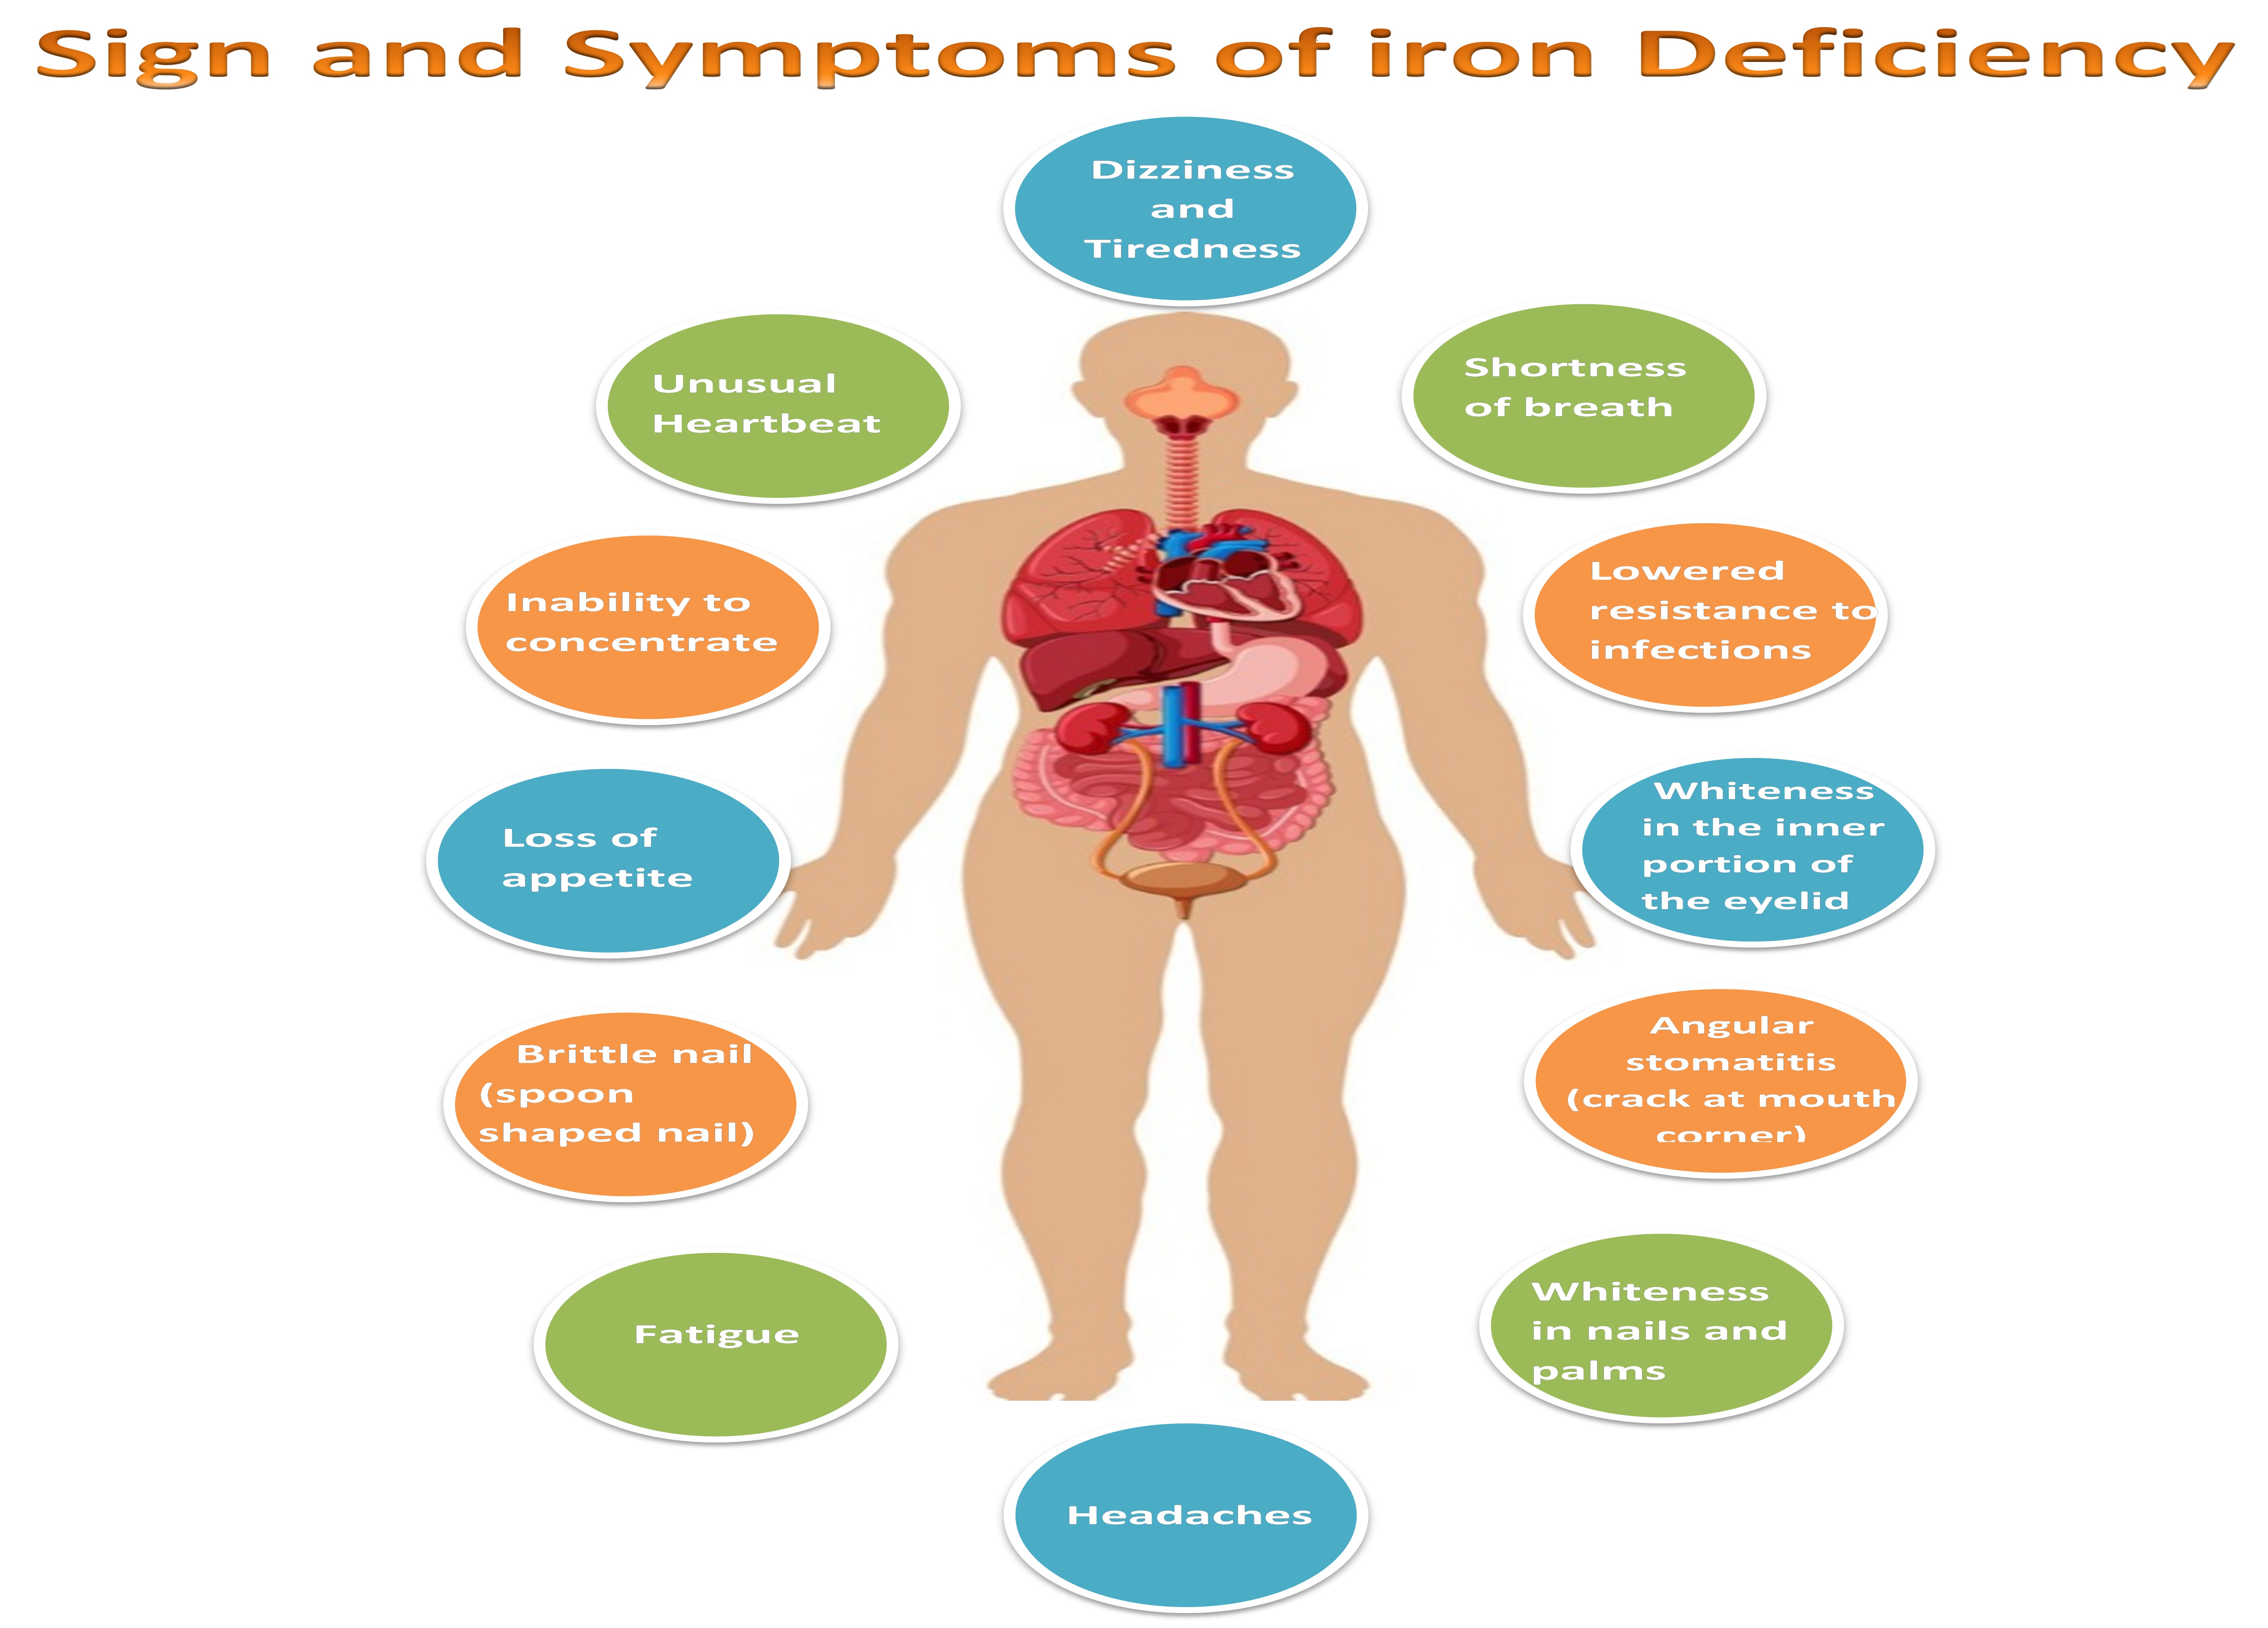 Sign and Symptoms of iron Deficiency
Dizziness
and
Tiredness
Unusual
Heartbeat
Shortness
of breath
Inability to
concentrate
Lowered
resistance to
infections
Loss of
appetite
Whiteness
in the inner
portion of
the eyelid
Brittle nail
(spoon
shaped nail)
Angular
stomatitis
(crack at mouth
corner)
Fatigue
Whiteness
in nails and
palms
Headaches